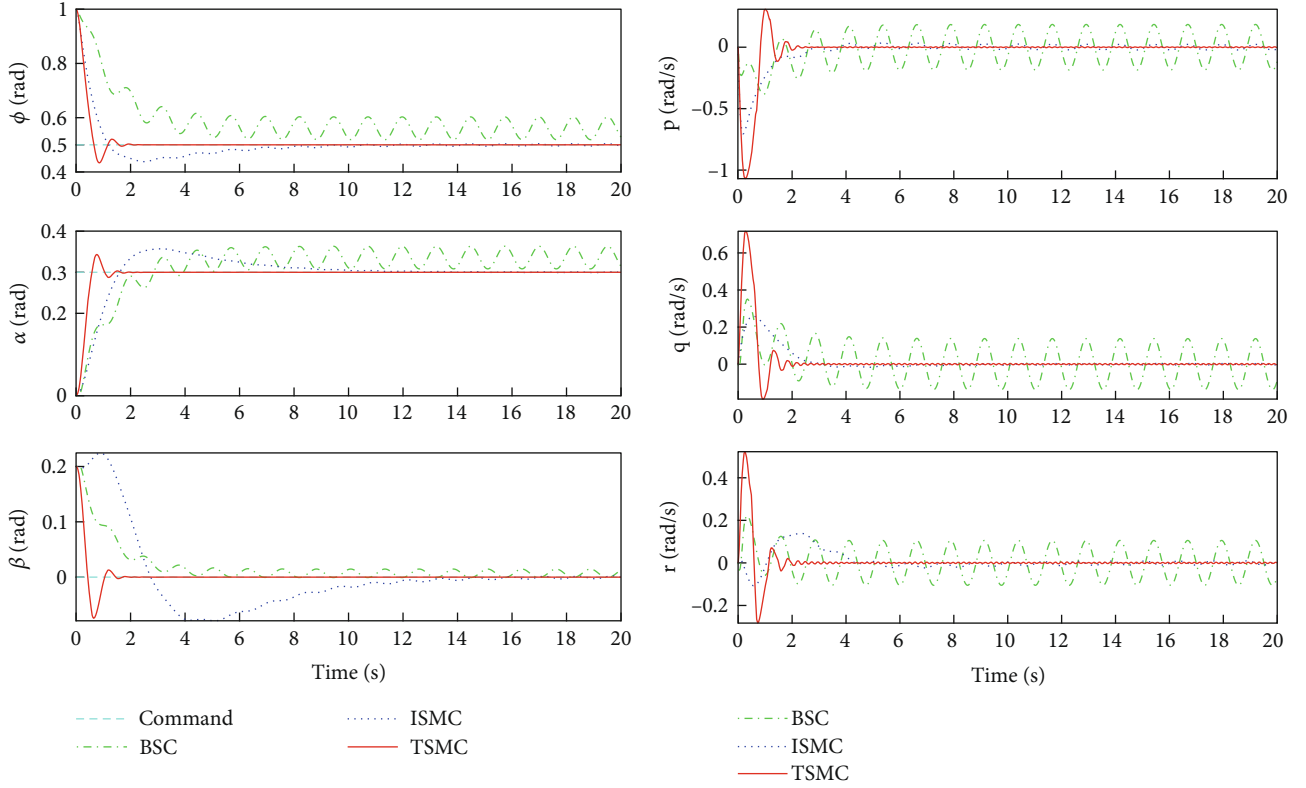 1
0.8
0.6
0.5
0.4
ϕ (rad)
0 2 4 6 8 10 12 14 16 18 20
0.4
0.3
0.2
0
α (rad)
0 2 4 6 8 10 12 14 16 18 20
0.2
0.1
0
β (rad)
0 2 4 6 8 10 12 14 16 18 20
Time (s)
Command
BSC
ISMC
TSMC
0
−0.5
−1
p (rad/s)
0 2 4 6 8 10 12 14 16 18 20
0.6
0.4
0.2
0
q (rad/s)
0 2 4 6 8 10 12 14 16 18 20
0.4
0.2
0
−0.2
r (rad/s)
0 2 4 6 8 10 12 14 16 18 20
Time (s)
BSC
ISMC
TSMC